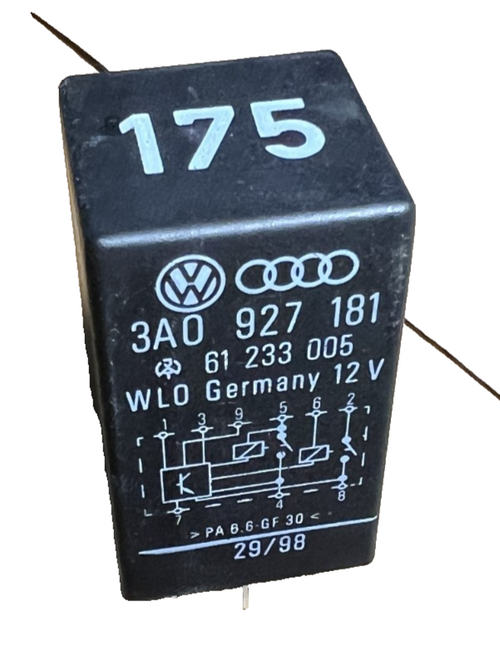 175
3A0 927 181
61 233 005
WLO Germany 12 V
1 3 9 5 6 2
K
7 4 8
> PA 6.6-GF 30 <
29/98